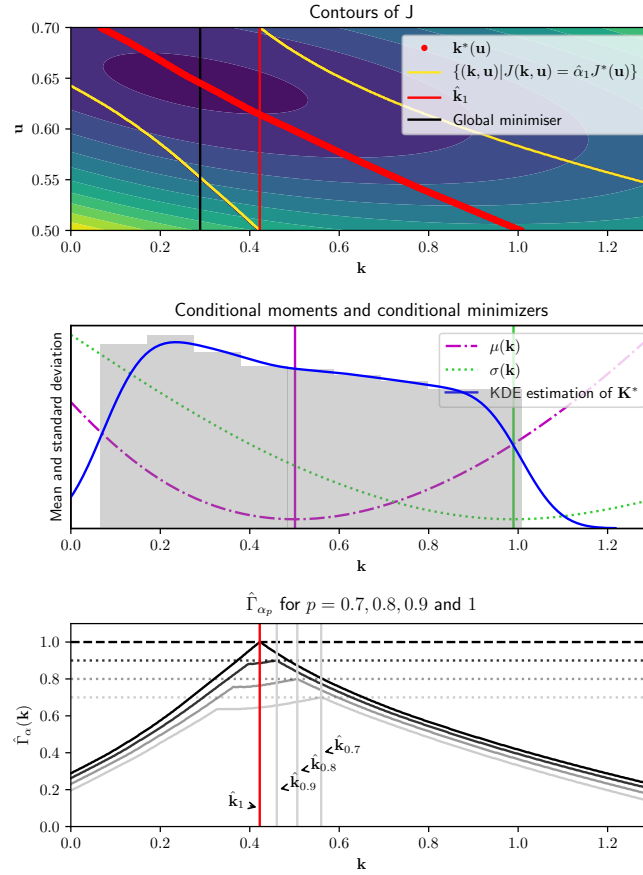 Contours of J
0.70
0.65
0.60
0.55
0.50
u
k*(u)
{(k, u)|J(k, u) = α̂₁J*(u)}
k̂₁
Global minimiser
0.0 0.2 0.4 0.6 0.8 1.0 1.2
k
Conditional moments and conditional minimizers
Mean and standard deviation
μ(k)
σ(k)
KDE estimation of K*
0.0 0.2 0.4 0.6 0.8 1.0 1.2
k
Γ̂_{α_p} for p = 0.7, 0.8, 0.9 and 1
1.0
0.8
0.6
0.4
0.2
0.0
Γ̂_α(k)
k̂_{0.7}
k̂_{0.8}
k̂_{0.9}
k̂₁
0.0 0.2 0.4 0.6 0.8 1.0 1.2
k